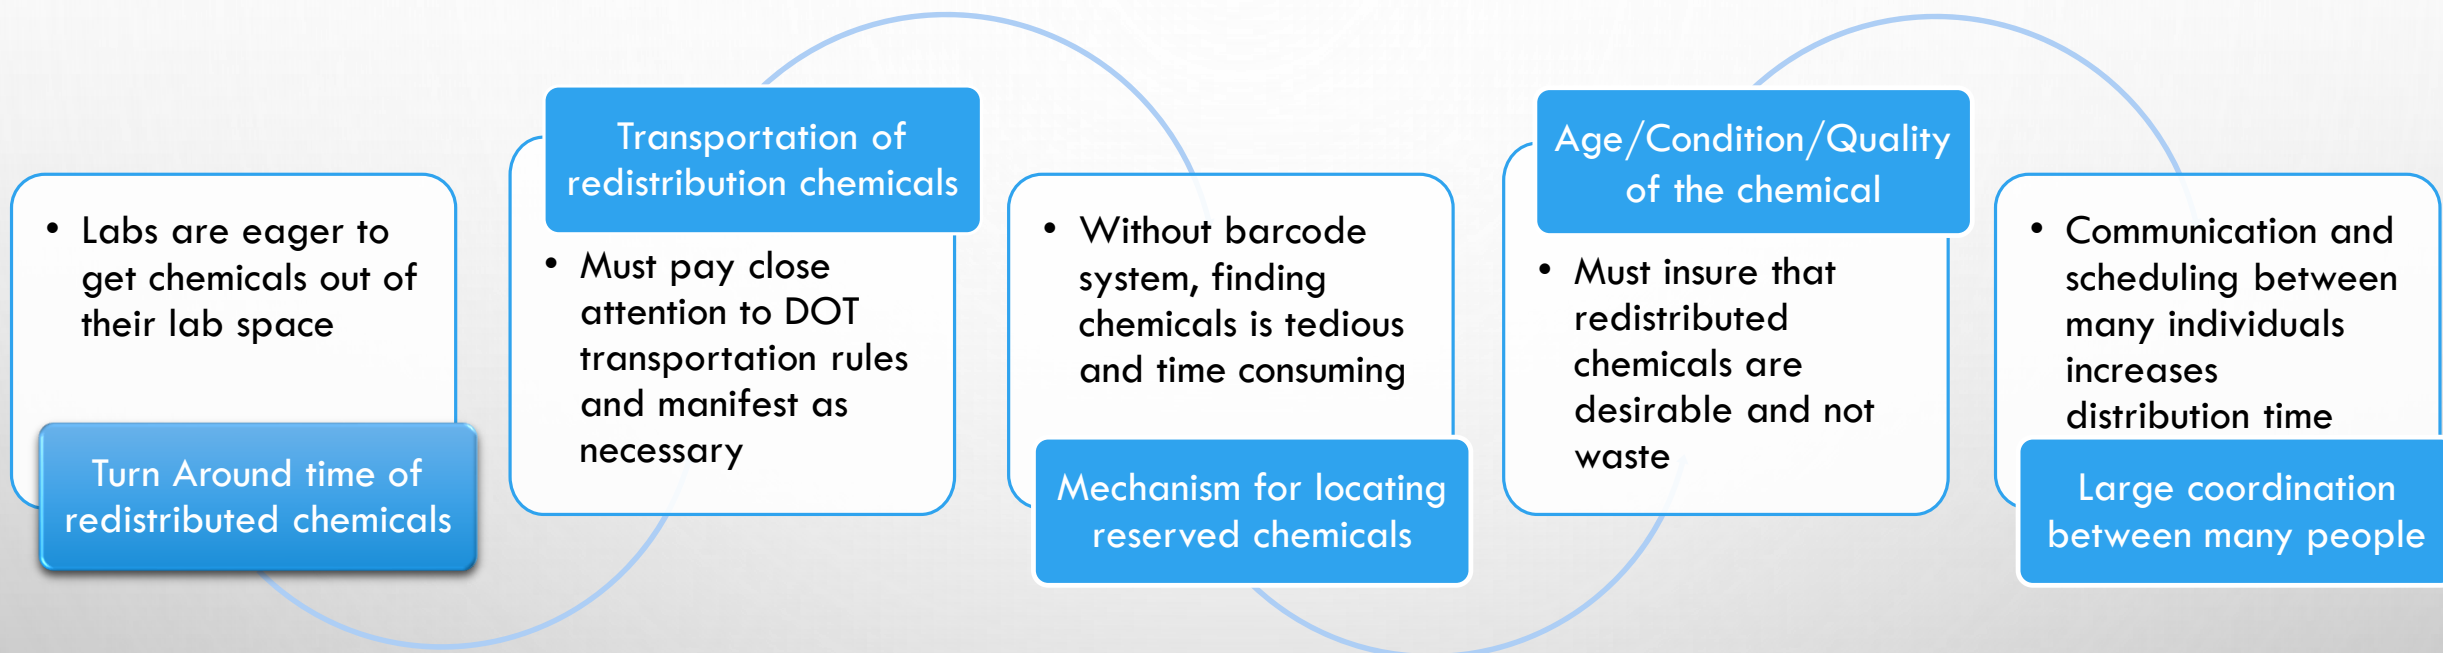 • Labs are eager to
get chemicals out of
their lab space
Turn Around time of
redistributed chemicals
Transportation of
redistribution chemicals
• Must pay close
attention to DOT
transportation rules
and manifest as
necessary
• Without barcode
system, finding
chemicals is tedious
and time consuming
Mechanism for locating
reserved chemicals
Age/Condition/Quality
of the chemical
• Must insure that
redistributed
chemicals are
desirable and not
waste
• Communication and
scheduling between
many individuals
increases
distribution time
Large coordination
between many people